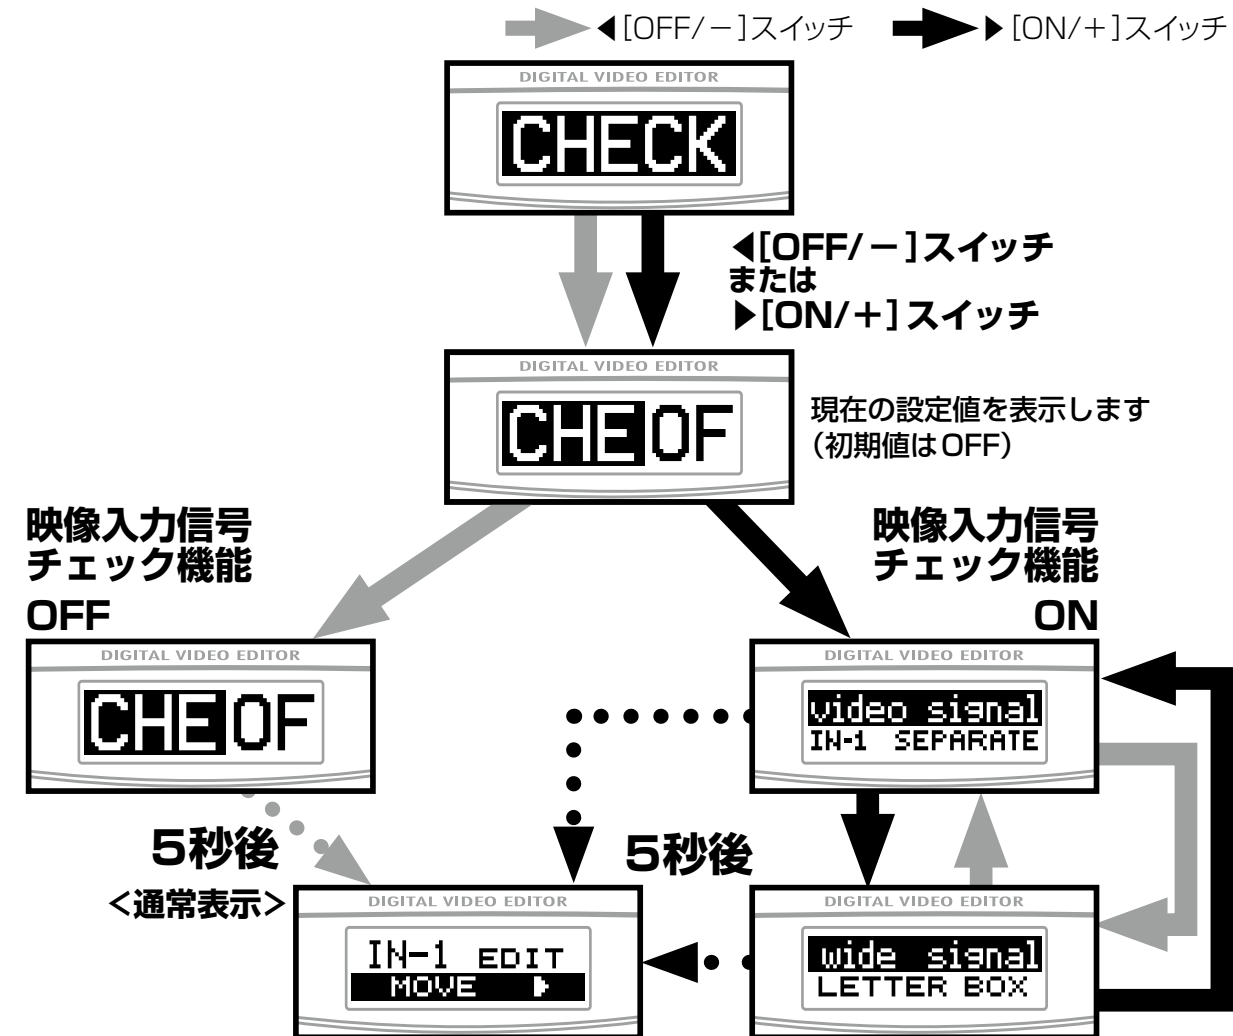 ◀[OFF/－]スイッチ ▶[ON/＋]スイッチ
DIGITAL VIDEO EDITOR
CHECK
◀[OFF/－]スイッチ
または
▶[ON/＋]スイッチ
DIGITAL VIDEO EDITOR
CHE OF
現在の設定値を表示します
（初期値はOFF）
映像入力信号
チェック機能
OFF
映像入力信号
チェック機能
ON
DIGITAL VIDEO EDITOR
CHE OF
DIGITAL VIDEO EDITOR
video signal
IN-1 SEPARATE
5秒後
5秒後
＜通常表示＞
DIGITAL VIDEO EDITOR
IN-1 EDIT
MOVE ▶
DIGITAL VIDEO EDITOR
wide signal
LETTER BOX